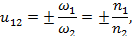 u₁₂ = ± ω₁/ω₂ = ± n₁/n₂,